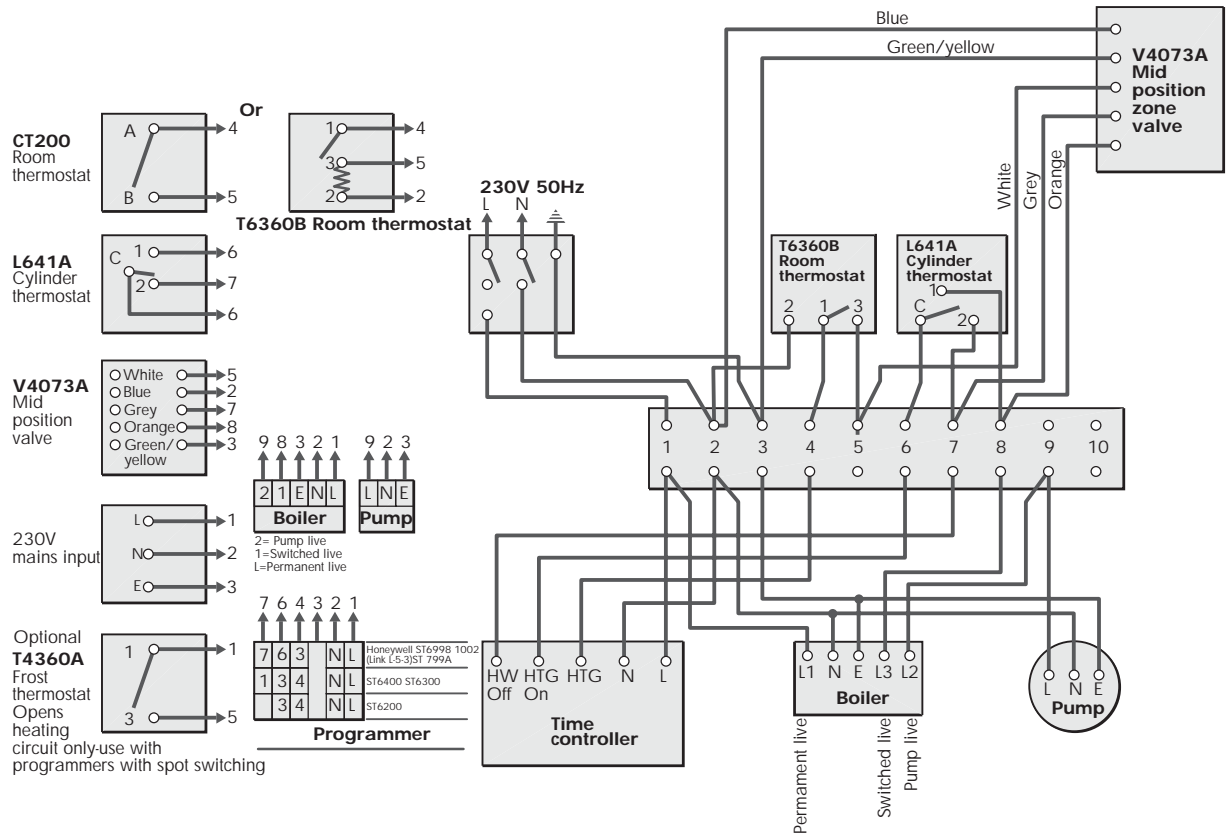 Blue
Green/yellow
V4073A
Mid
position
zone
valve
White
Grey
Orange
Or
CT200
Room
thermostat
A
B
4
5
1
3
2
4
5
2
T6360B Room thermostat
230V 50Hz
L N
L641A
Cylinder
thermostat
C
1
2
6
7
6
T6360B
Room
thermostat
2 1 3
L641A
Cylinder
thermostat
1
C
2
V4073A
Mid
position
valve
White 5
Blue 2
Grey 7
Orange 8
Green/ 3
yellow
9 8 3 2 1
2 1 E N L
Boiler
2= Pump live
1=Switched live
L=Permanent live
9 2 3
L N E
Pump
1 2 3 4 5 6 7 8 9 10
230V
mains input
L 1
N 2
E 3
Optional
T4360A
Frost
thermostat
Opens
heating
circuit only-use with
programmers with spot switching
1 1
3 5
7 6 4 3 2 1
7 6 3 N L Honeywell ST6998 1002
(Link L-5-3)ST 799A
1 3 4 N L ST6400 ST6300
3 4 N L ST6200
Programmer
HW HTG HTG N L
Off On
Time
controller
L1 N E L3 L2
Boiler
Permament live
Switched live
Pump live
L N E
Pump